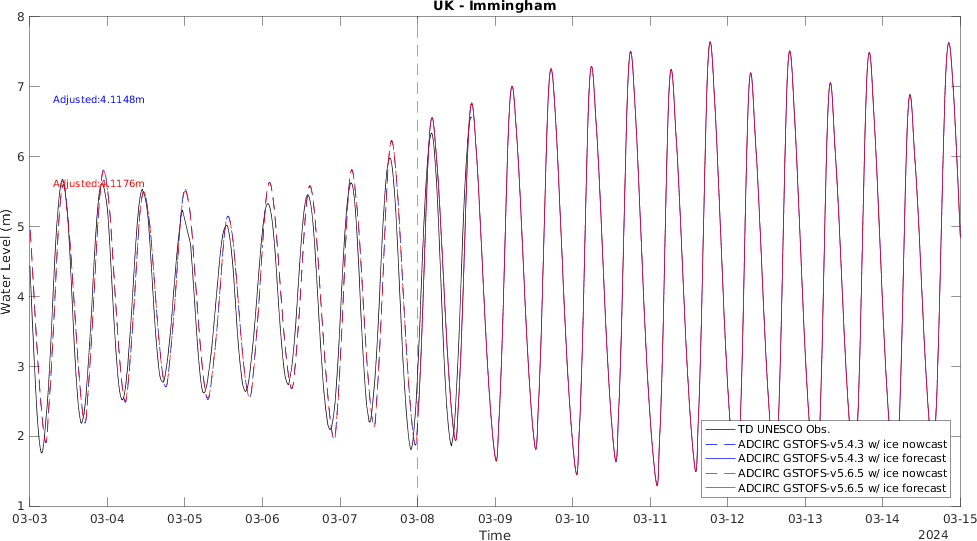 UK - Immingham
8
7
6
5
4
3
2
1
Water Level (m)
Adjusted:4.1148m
Adjusted:4.1176m
TD UNESCO Obs.
ADCIRC GSTOFS-v5.4.3 w/ ice nowcast
ADCIRC GSTOFS-v5.4.3 w/ ice forecast
ADCIRC GSTOFS-v5.6.5 w/ ice nowcast
ADCIRC GSTOFS-v5.6.5 w/ ice forecast
03-03 03-04 03-05 03-06 03-07 03-08 03-09 03-10 03-11 03-12 03-13 03-14 03-15
Time
2024